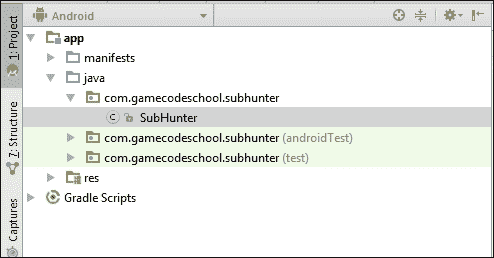 Android
1: Project
app
manifests
java
com.gamecodeschool.subhunter
C SubHunter
com.gamecodeschool.subhunter (androidTest)
com.gamecodeschool.subhunter (test)
res
Gradle Scripts
7: Structure
Captures